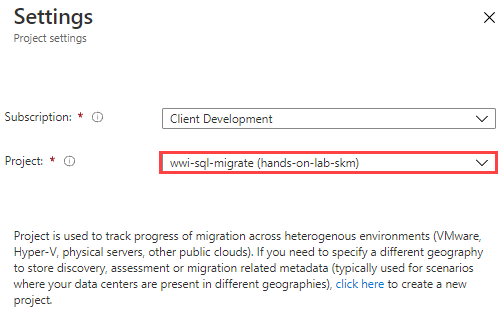 Settings
Project settings
Subscription: *
Client Development
Project: *
wwi-sql-migrate (hands-on-lab-skm)
Project is used to track progress of migration across heterogenous environments (VMware,
Hyper-V, physical servers, other public clouds). If you need to specify a different geography
to store discovery, assessment or migration related metadata (typically used for scenarios
where your data centers are present in different geographies), click here to create a new
project.